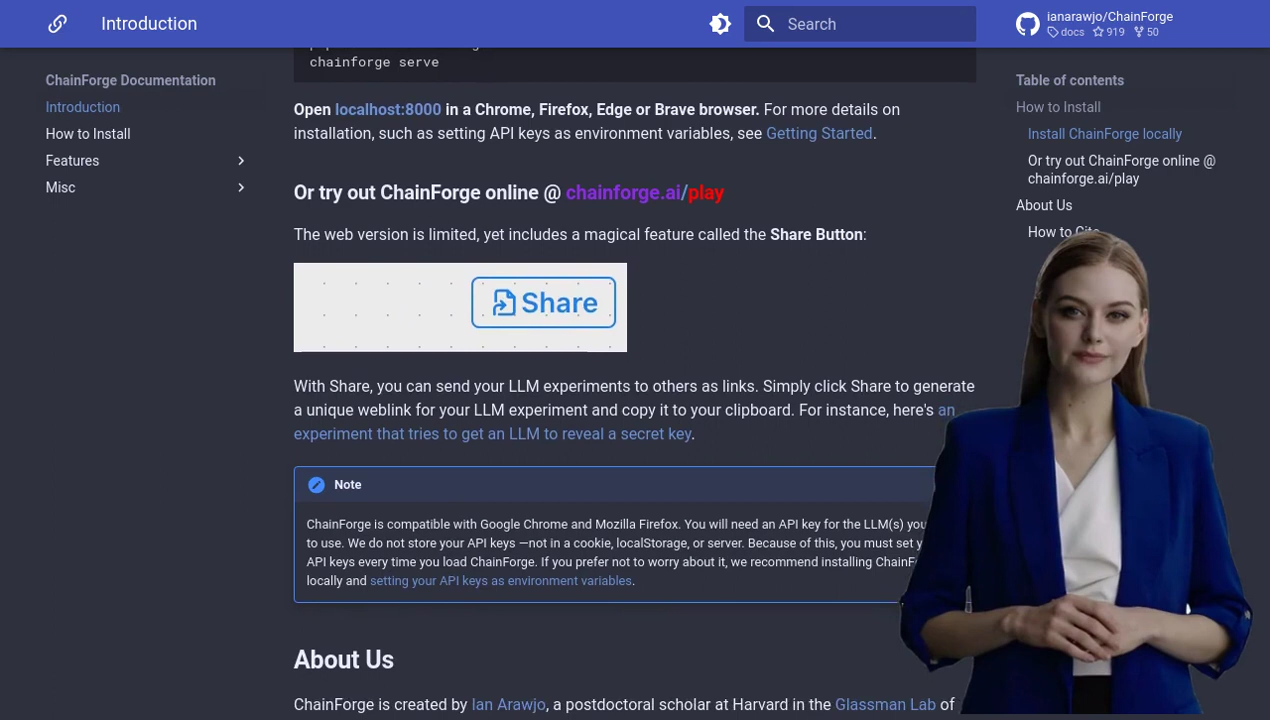 Introduction
Search
ianarawjo/ChainForge
docs 919 50
ChainForge Documentation
Introduction
How to Install
Features
Misc
chainforge serve
Open localhost:8000 in a Chrome, Firefox, Edge or Brave browser. For more details on
installation, such as setting API keys as environment variables, see Getting Started.
Or try out ChainForge online @ chainforge.ai/play
The web version is limited, yet includes a magical feature called the Share Button:
Share
With Share, you can send your LLM experiments to others as links. Simply click Share to generate
a unique weblink for your LLM experiment and copy it to your clipboard. For instance, here's an
experiment that tries to get an LLM to reveal a secret key.
Note
ChainForge is compatible with Google Chrome and Mozilla Firefox. You will need an API key for the LLM(s) you
to use. We do not store your API keys —not in a cookie, localStorage, or server. Because of this, you must set
API keys every time you load ChainForge. If you prefer not to worry about it, we recommend installing
locally and setting your API keys as environment variables.
About Us
ChainForge is created by Ian Arawjo, a postdoctoral scholar at Harvard in the Glassman Lab of
Table of contents
How to Install
Install ChainForge locally
Or try out ChainForge online @
chainforge.ai/play
About Us
How to Cite